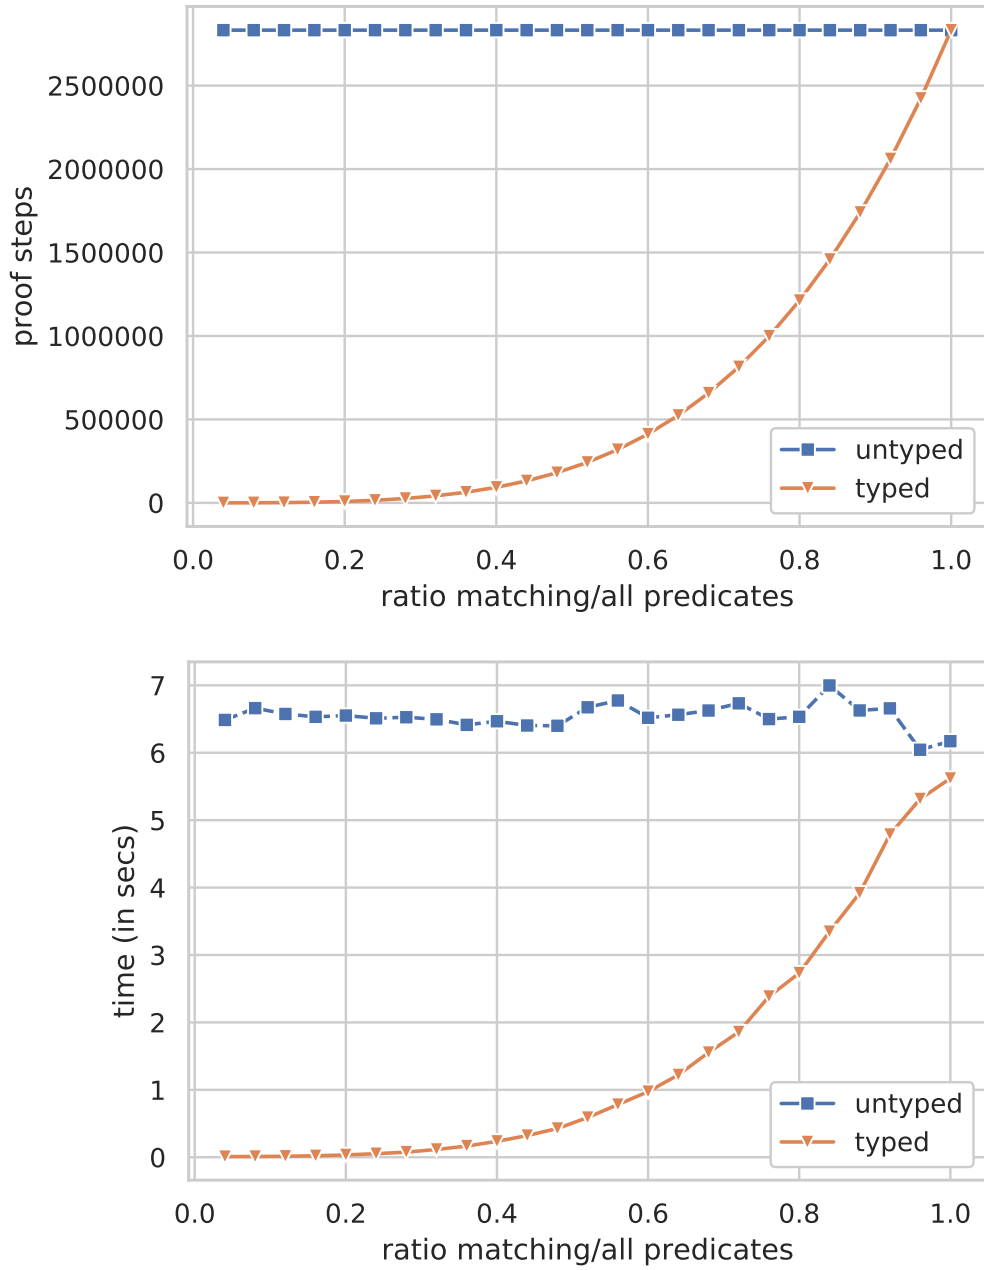 2500000
2000000
1500000
1000000
500000
0
proof steps
untyped
typed
0.0 0.2 0.4 0.6 0.8 1.0
ratio matching/all predicates
7
6
5
4
3
2
1
0
time (in secs)
untyped
typed
0.0 0.2 0.4 0.6 0.8 1.0
ratio matching/all predicates